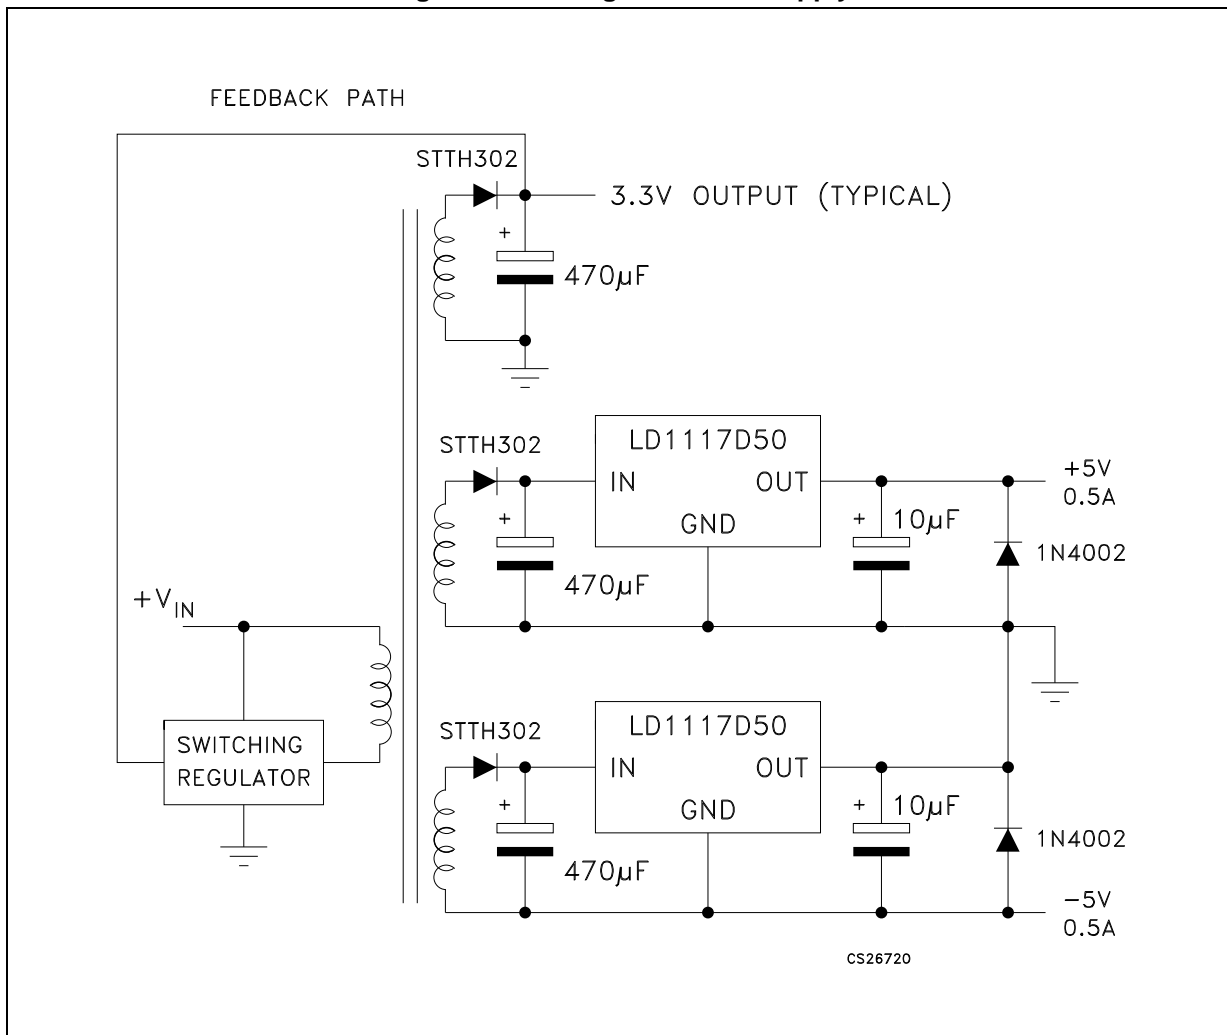 FEEDBACK PATH
STTH302
3.3V OUTPUT (TYPICAL)
+
470µF
STTH302
LD1117D50
IN
OUT
GND
+
470µF
+
10µF
+5V
0.5A
1N4002
+VIN
SWITCHING
REGULATOR
STTH302
LD1117D50
IN
OUT
GND
+
470µF
+
10µF
1N4002
−5V
0.5A
CS26720